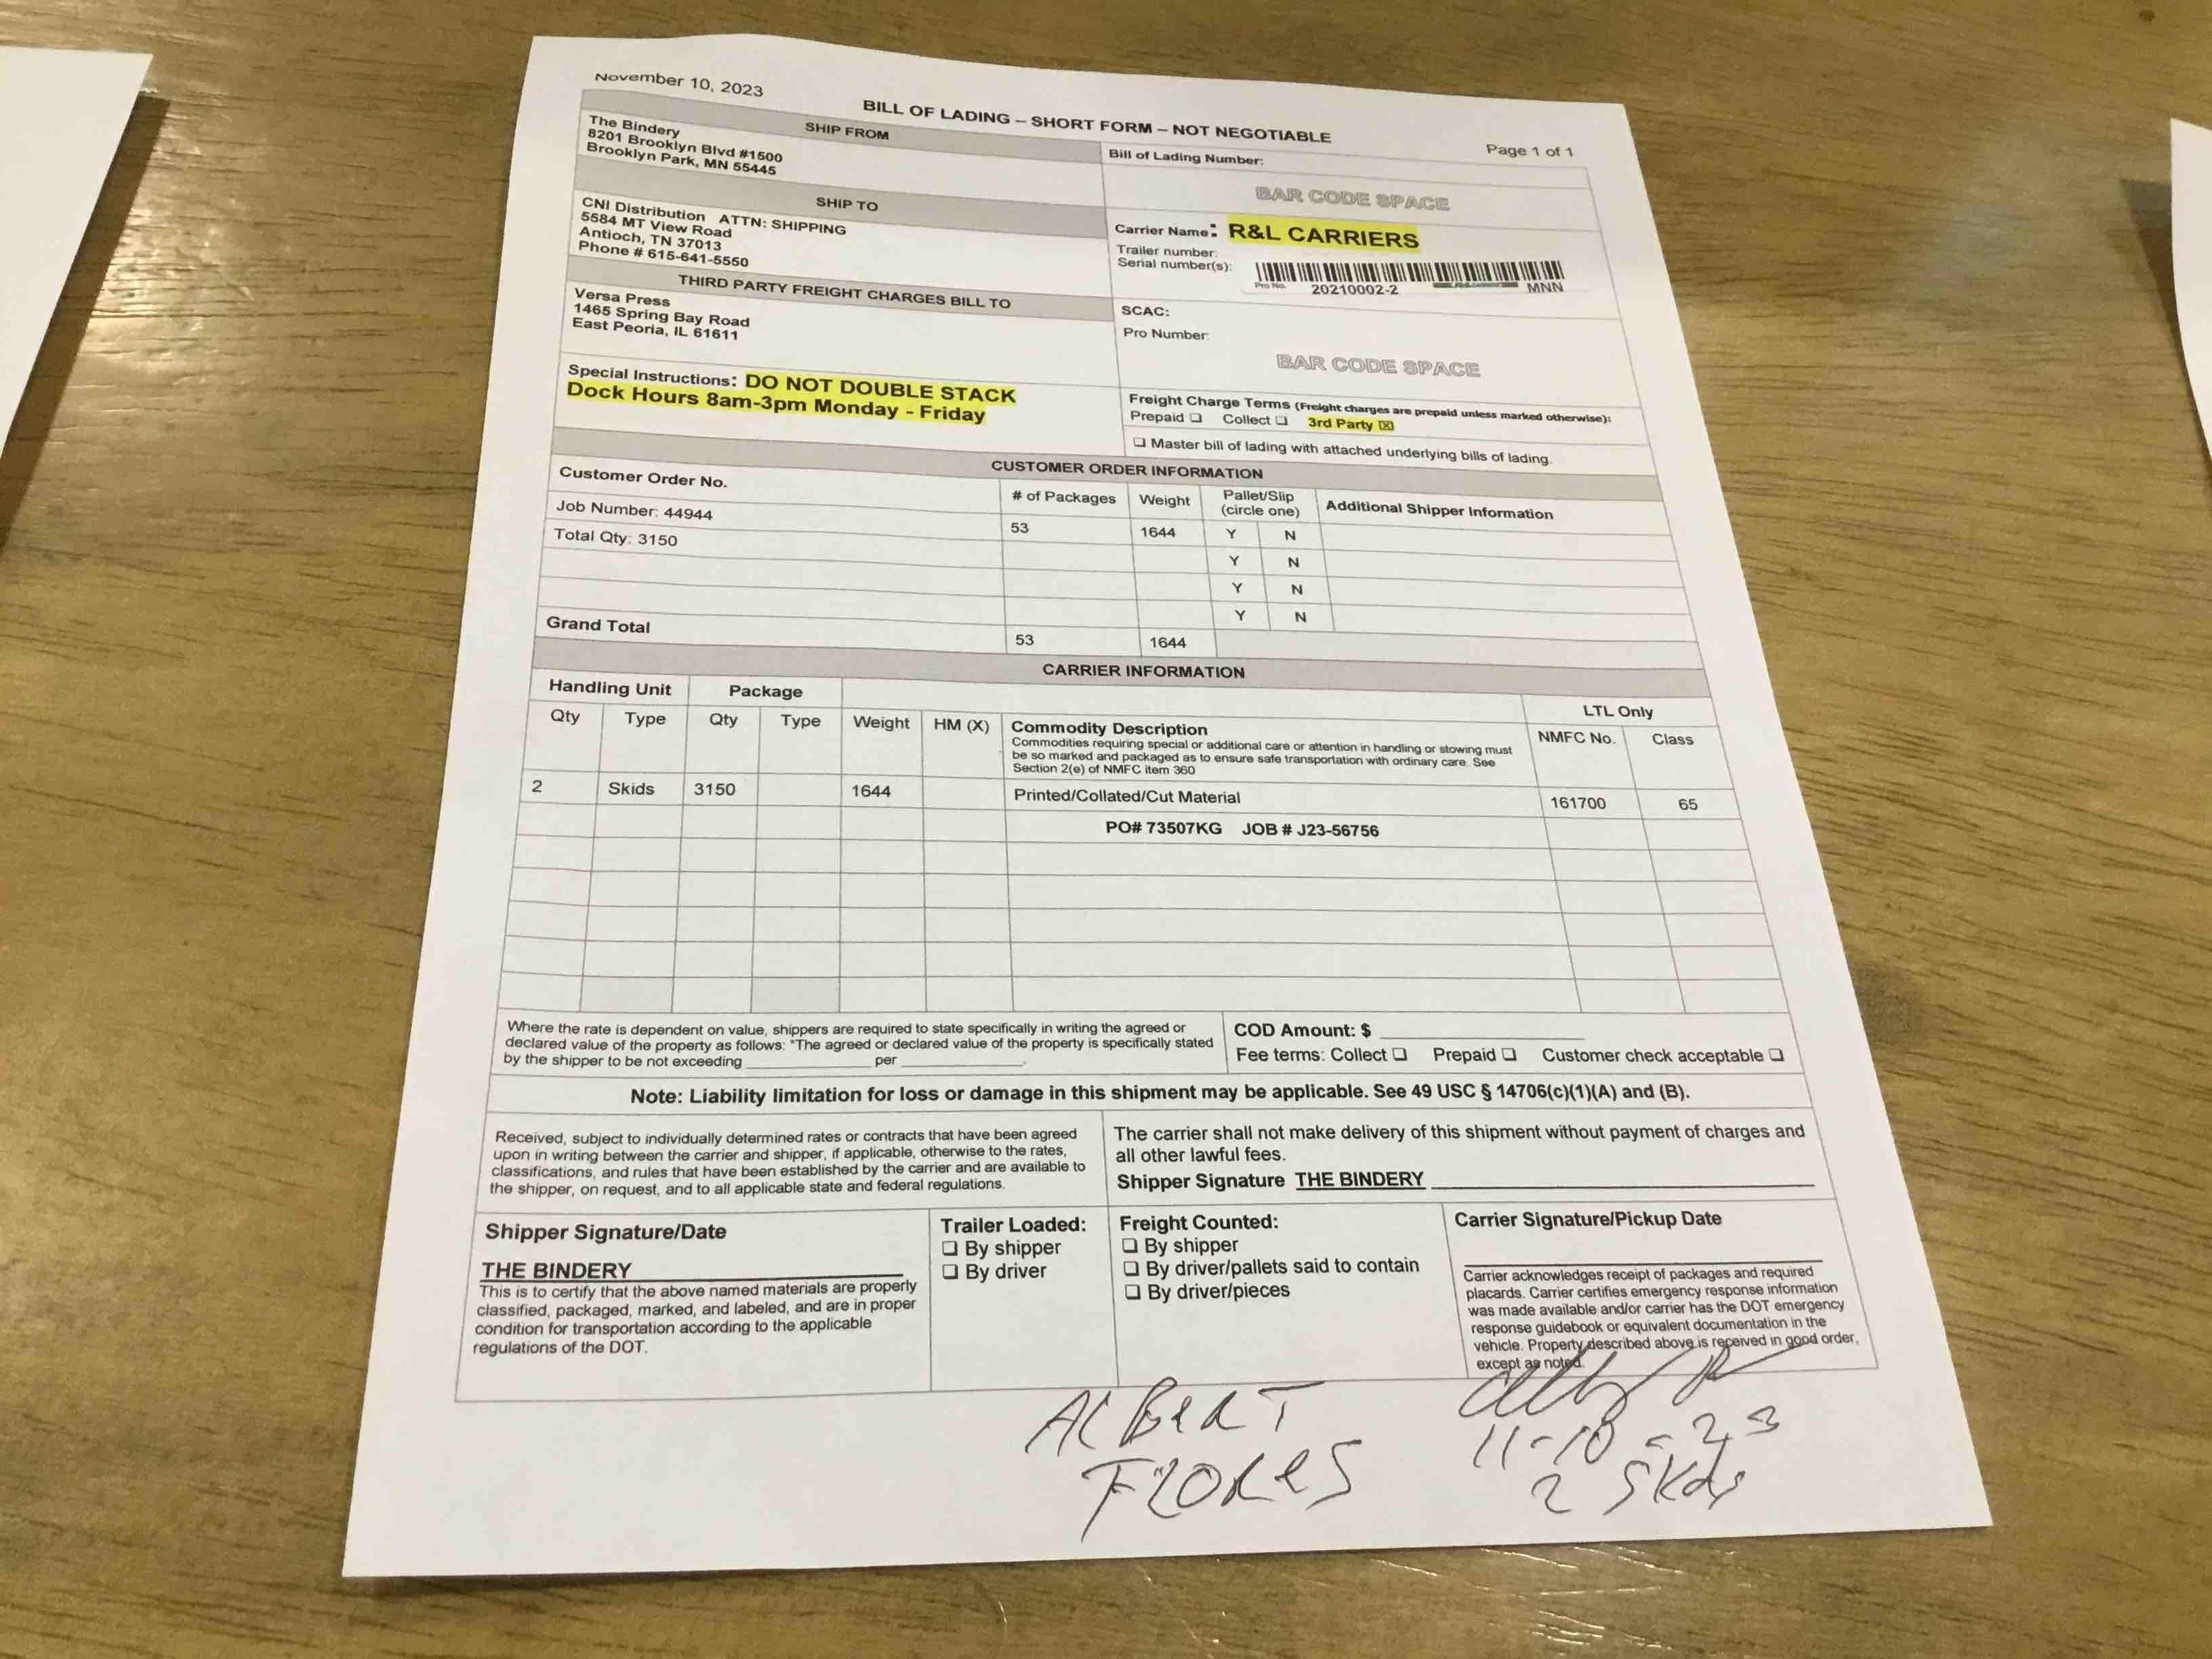 November 10, 2023
BILL OF LADING – SHORT FORM – NOT NEGOTIABLE
Page 1 of 1
SHIP FROM
The Bindery
8201 Brooklyn Blvd #1500
Brooklyn Park, MN 55445
Bill of Lading Number:
BAR CODE SPACE
SHIP TO
CNI Distribution ATTN: SHIPPING
5584 MT View Road
Antioch, TN 37013
Phone # 615-641-5550
Carrier Name: R&L CARRIERS
Trailer number:
Serial number(s):
Pro No. 20210002-2 MNN
THIRD PARTY FREIGHT CHARGES BILL TO
Versa Press
1465 Spring Bay Road
East Peoria, IL 61611
SCAC:
Pro Number:
BAR CODE SPACE
Special Instructions: DO NOT DOUBLE STACK
Dock Hours 8am-3pm Monday - Friday
Freight Charge Terms (Freight charges are prepaid unless marked otherwise):
Prepaid ❑ Collect ❑ 3rd Party ☒
❑ Master bill of lading with attached underlying bills of lading.
CUSTOMER ORDER INFORMATION
Customer Order No. # of Packages Weight Pallet/Slip (circle one) Additional Shipper Information
Job Number: 44944 53 1644 Y N
Total Qty: 3150 Y N
Y N
Y N
Grand Total 53 1644
CARRIER INFORMATION
Handling Unit Package LTL Only
Qty Type Qty Type Weight HM (X) Commodity Description NMFC No. Class
Commodities requiring special or additional care or attention in handling or stowing must
be so marked and packaged as to ensure safe transportation with ordinary care. See
Section 2(e) of NMFC item 360
2 Skids 3150 1644 Printed/Collated/Cut Material 161700 65
PO# 73507KG JOB # J23-56756
Where the rate is dependent on value, shippers are required to state specifically in writing the agreed or
declared value of the property as follows: "The agreed or declared value of the property is specifically stated
by the shipper to be not exceeding ____ per ____.
COD Amount: $
Fee terms: Collect ❑ Prepaid ❑ Customer check acceptable ❑
Note: Liability limitation for loss or damage in this shipment may be applicable. See 49 USC § 14706(c)(1)(A) and (B).
Received, subject to individually determined rates or contracts that have been agreed
upon in writing between the carrier and shipper, if applicable, otherwise to the rates,
classifications, and rules that have been established by the carrier and are available to
the shipper, on request, and to all applicable state and federal regulations.
The carrier shall not make delivery of this shipment without payment of charges and
all other lawful fees.
Shipper Signature THE BINDERY
Shipper Signature/Date
THE BINDERY
This is to certify that the above named materials are properly
classified, packaged, marked, and labeled, and are in proper
condition for transportation according to the applicable
regulations of the DOT.
Trailer Loaded:
❑ By shipper
❑ By driver
Freight Counted:
❑ By shipper
❑ By driver/pallets said to contain
❑ By driver/pieces
Carrier Signature/Pickup Date
Carrier acknowledges receipt of packages and required
placards. Carrier certifies emergency response information
was made available and/or carrier has the DOT emergency
response guidebook or equivalent documentation in the
vehicle. Property described above is received in good order,
except as noted.
ALBERT
FLORES
11-10-23
2 Skds